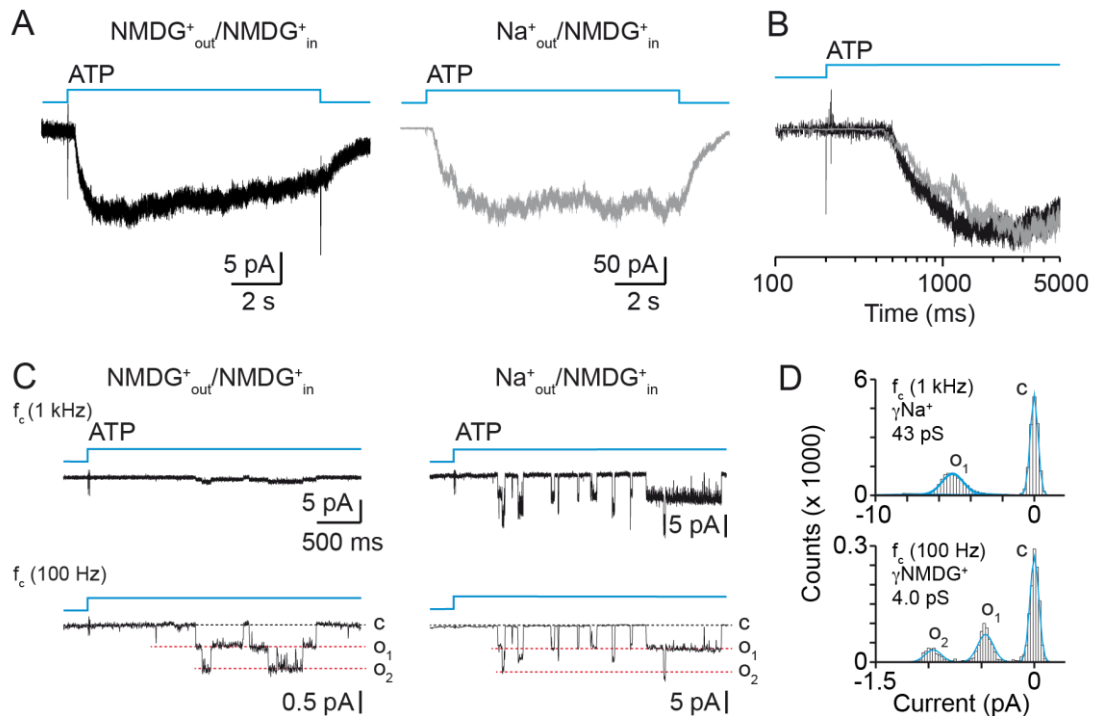 A
NMDG⁺out/NMDG⁺in
ATP
5 pA
2 s
Na⁺out/NMDG⁺in
ATP
50 pA
2 s
B
ATP
100
1000
5000
Time (ms)
C
NMDG⁺out/NMDG⁺in
fc (1 kHz)
ATP
5 pA
500 ms
Na⁺out/NMDG⁺in
ATP
5 pA
fc (100 Hz)
c
o1
o2
0.5 pA
c
o1
o2
5 pA
D
Counts (x 1000)
6
fc (1 kHz)
γNa⁺
43 pS
c
o1
0
-10
0
0.3
fc (100 Hz)
γNMDG⁺
4.0 pS
c
o1
o2
0
-1.5
0
Current (pA)